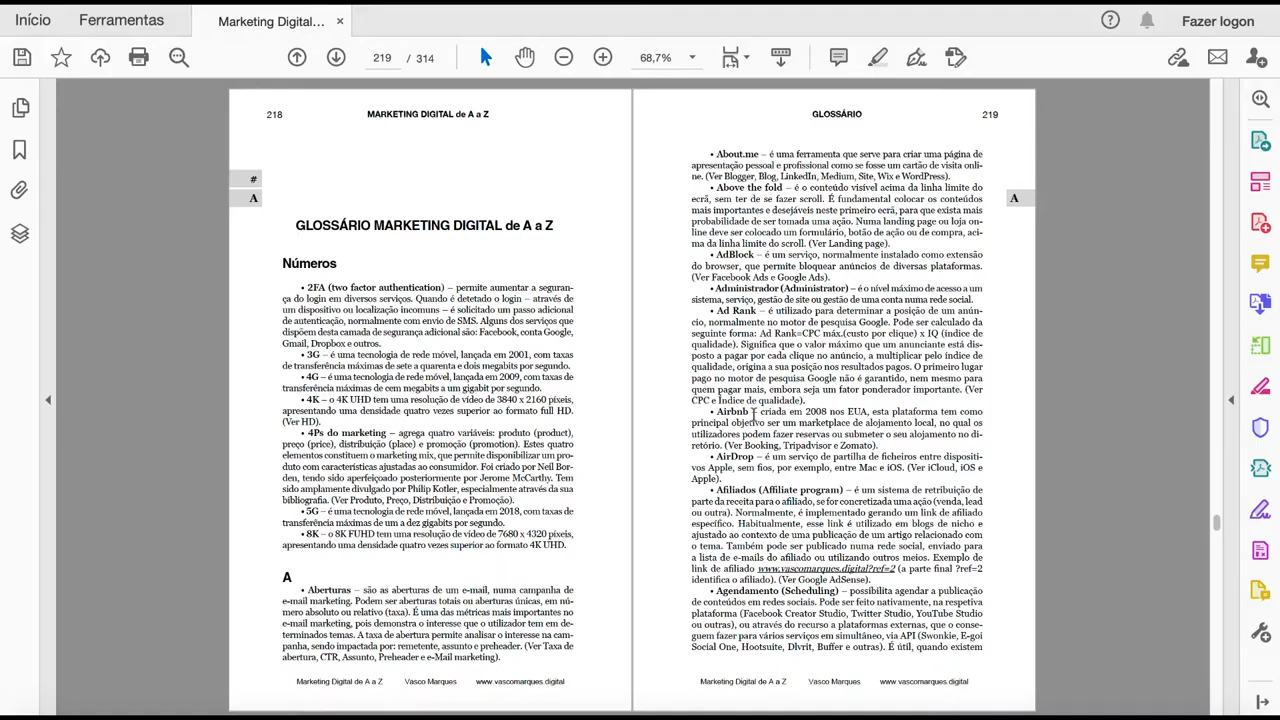 Início Ferramentas Marketing Digital... × Fazer logon
219 / 314 68,7%
218 MARKETING DIGITAL de A a Z
#
A
GLOSSÁRIO MARKETING DIGITAL de A a Z
Números
• 2FA (two factor authentication) – permite aumentar a seguran-
ça do login em diversos serviços. Quando é detetado o login – através de
um dispositivo ou localização incomuns – é solicitado um passo adicional
de autenticação, normalmente com envio de SMS. Alguns dos serviços que
dispõem desta camada de segurança adicional são: Facebook, conta Google,
Gmail, Dropbox e outros.
• 3G – é uma tecnologia de rede móvel, lançada em 2001, com taxas
de transferência máximas de sete a quarenta e dois megabits por segundo.
• 4G – é uma tecnologia de rede móvel, lançada em 2009, com taxas de
transferência máximas de cem megabits a um gigabit por segundo.
• 4K – o 4K UHD tem uma resolução de vídeo de 3840 x 2160 píxeis,
apresentando uma densidade quatro vezes superior ao formato full HD.
(Ver HD).
• 4Ps do marketing – agrega quatro variáveis: produto (product),
preço (price), distribuição (place) e promoção (promotion). Estes quatro
elementos constituem o marketing mix, que permite disponibilizar um pro-
duto com características ajustadas ao consumidor. Foi criado por Neil Bor-
den, tendo sido aperfeiçoado posteriormente por Jerome McCarthy. Tem
sido amplamente divulgado por Philip Kotler, especialmente através da sua
bibliografia. (Ver Produto, Preço, Distribuição e Promoção).
• 5G – é uma tecnologia de rede móvel, lançada em 2018, com taxas de
transferência máximas de um a dez gigabits por segundo.
• 8K – o 8K FUHD tem uma resolução de vídeo de 7680 x 4320 píxeis,
apresentando uma densidade quatro vezes superior ao formato 4K UHD.
A
• Aberturas – são as aberturas de um e-mail, numa campanha de
e-mail marketing. Podem ser aberturas totais ou aberturas únicas, em nú-
mero absoluto ou relativo (taxa). É uma das métricas mais importantes no
e-mail marketing, pois demonstra o interesse que o utilizador tem em de-
terminados temas. A taxa de abertura permite analisar o interesse na cam-
panha, sendo impactada por: remetente, assunto e preheader. (Ver Taxa de
abertura, CTR, Assunto, Preheader e e-Mail marketing).
Marketing Digital de A a Z Vasco Marques www.vascomarques.digital
GLOSSÁRIO 219
A
• About.me – é uma ferramenta que serve para criar uma página de
apresentação pessoal e profissional como se fosse um cartão de visita onli-
ne. (Ver Blogger, Blog, LinkedIn, Medium, Site, Wix e WordPress).
• Above the fold – é o conteúdo visível acima da linha limite do
ecrã, sem ter de se fazer scroll. É fundamental colocar os conteúdos
mais importantes e desejáveis neste primeiro ecrã, para que exista mais
probabilidade de ser tomada uma ação. Numa landing page ou loja on-
line deve ser colocado um formulário, botão de ação ou de compra, aci-
ma da linha limite do scroll. (Ver Landing page).
• AdBlock – é um serviço, normalmente instalado como extensão
do browser, que permite bloquear anúncios de diversas plataformas.
(Ver Facebook Ads e Google Ads).
• Administrador (Administrator) – é o nível máximo de acesso a um
sistema, serviço, gestão de site ou gestão de uma conta numa rede social.
• Ad Rank – é utilizado para determinar a posição de um anún-
cio, normalmente no motor de pesquisa Google. Pode ser calculado da
seguinte forma: Ad Rank=CPC máx.(custo por clique) x IQ (índice de
qualidade). Significa que o valor máximo que um anunciante está dis-
posto a pagar por cada clique no anúncio, a multiplicar pelo índice de
qualidade, origina a sua posição nos resultados pagos. O primeiro lugar
pago no motor de pesquisa Google não é garantido, nem mesmo para
quem pagar mais, embora seja um fator ponderador importante. (Ver
CPC e Índice de qualidade).
• Airbnb – criada em 2008 nos EUA, esta plataforma tem como
principal objetivo ser um marketplace de alojamento local, no qual os
utilizadores podem fazer reservas ou submeter o seu alojamento no di-
retório. (Ver Booking, Tripadvisor e Zomato).
• AirDrop – é um serviço de partilha de ficheiros entre dispositi-
vos Apple, sem fios, por exemplo, entre Mac e iOS. (Ver iCloud, iOS e
Apple).
• Afiliados (Affiliate program) – é um sistema de retribuição de
parte da receita para o afiliado, se for concretizada uma ação (venda, lead
ou outra). Normalmente, é implementado gerando um link de afiliado
específico. Habitualmente, esse link é utilizado em blogs de nicho e
ajustado ao contexto de uma publicação de um artigo relacionado com
o tema. Também pode ser publicado numa rede social, enviado para
a lista de e-mails do afiliado ou utilizando outros meios. Exemplo de
link de afiliado www.vascomarques.digital?ref=2 (a parte final ?ref=2
identifica o afiliado). (Ver Google AdSense).
• Agendamento (Scheduling) – possibilita agendar a publicação
de conteúdos em redes sociais. Pode ser feito nativamente, na respetiva
plataforma (Facebook Creator Studio, Twitter Studio, YouTube Studio
ou outras), ou através do recurso a plataformas externas, que o conse-
guem fazer para vários serviços em simultâneo, via API (Swonkie, E-goi
Social One, Hootsuite, Dlvrit, Buffer e outras). É útil, quando existem
Marketing Digital de A a Z Vasco Marques www.vascomarques.digital